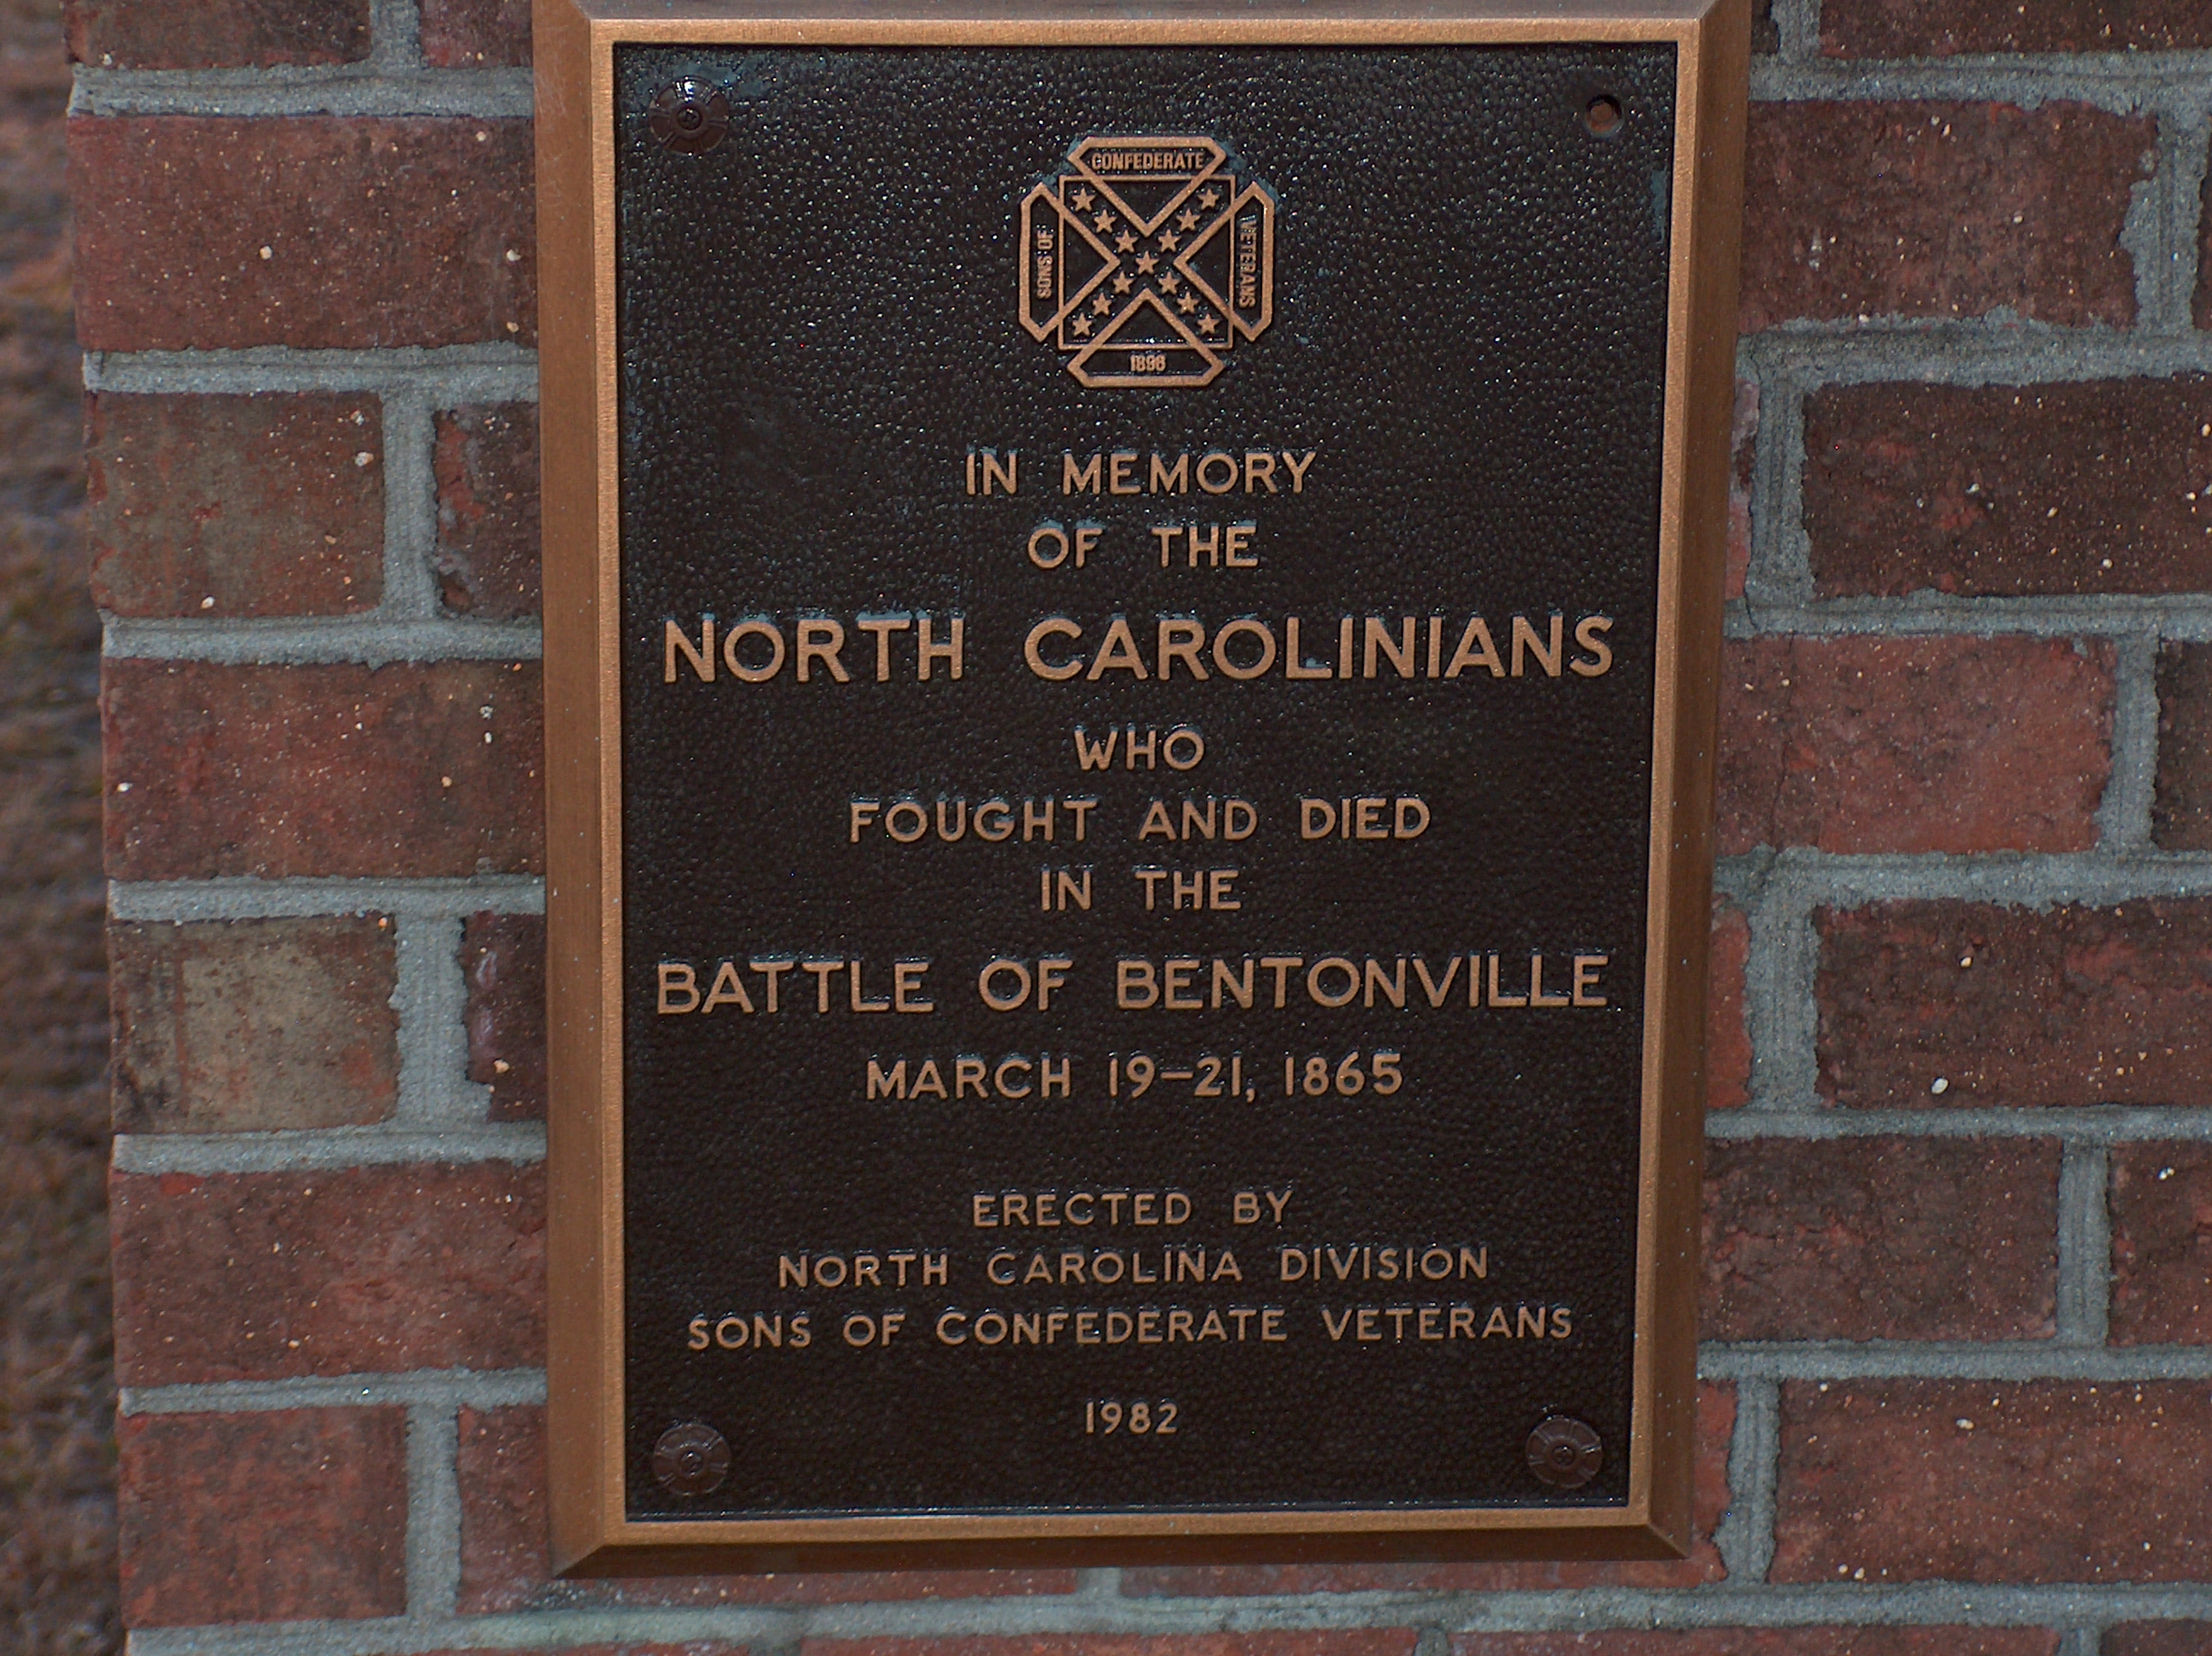 CONFEDERATE
SONS OF
VETERANS
1896
IN MEMORY
OF THE
NORTH CAROLINIANS
WHO
FOUGHT AND DIED
IN THE
BATTLE OF BENTONVILLE
MARCH 19-21, 1865
ERECTED BY
NORTH CAROLINA DIVISION
SONS OF CONFEDERATE VETERANS
1982